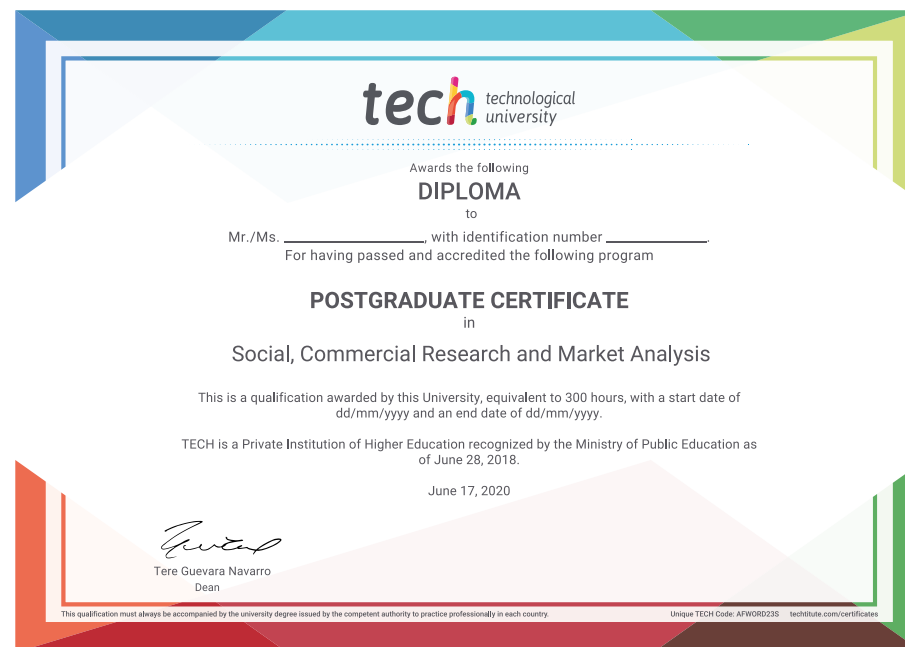 tech technological
university
Awards the following
DIPLOMA
to
Mr./Ms. ____________, with identification number ____________.
For having passed and accredited the following program
POSTGRADUATE CERTIFICATE
in
Social, Commercial Research and Market Analysis
This is a qualification awarded by this University, equivalent to 300 hours, with a start date of
dd/mm/yyyy and an end date of dd/mm/yyyy.
TECH is a Private Institution of Higher Education recognized by the Ministry of Public Education as
of June 28, 2018.
June 17, 2020
Tere Guevara Navarro
Dean
This qualification must always be accompanied by the university degree issued by the competent authority to practice professionally in each country. Unique TECH Code: AFWORD23S techtitute.com/certificates